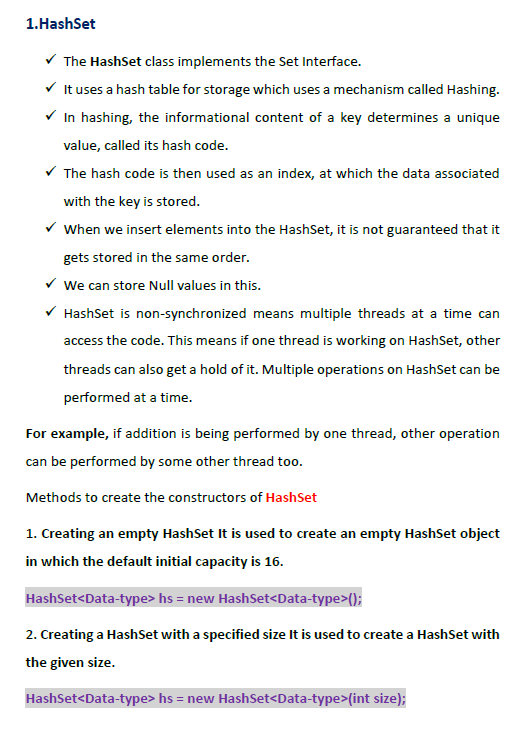 1.HashSet
✓ The HashSet class implements the Set Interface.
✓ It uses a hash table for storage which uses a mechanism called Hashing.
✓ In hashing, the informational content of a key determines a unique
value, called its hash code.
✓ The hash code is then used as an index, at which the data associated
with the key is stored.
✓ When we insert elements into the HashSet, it is not guaranteed that it
gets stored in the same order.
✓ We can store Null values in this.
✓ HashSet is non-synchronized means multiple threads at a time can
access the code. This means if one thread is working on HashSet, other
threads can also get a hold of it. Multiple operations on HashSet can be
performed at a time.
For example, if addition is being performed by one thread, other operation
can be performed by some other thread too.
Methods to create the constructors of HashSet
1. Creating an empty HashSet It is used to create an empty HashSet object
in which the default initial capacity is 16.
HashSet<Data-type> hs = new HashSet<Data-type>();
2. Creating a HashSet with a specified size It is used to create a HashSet with
the given size.
HashSet<Data-type> hs = new HashSet<Data-type>(int size);